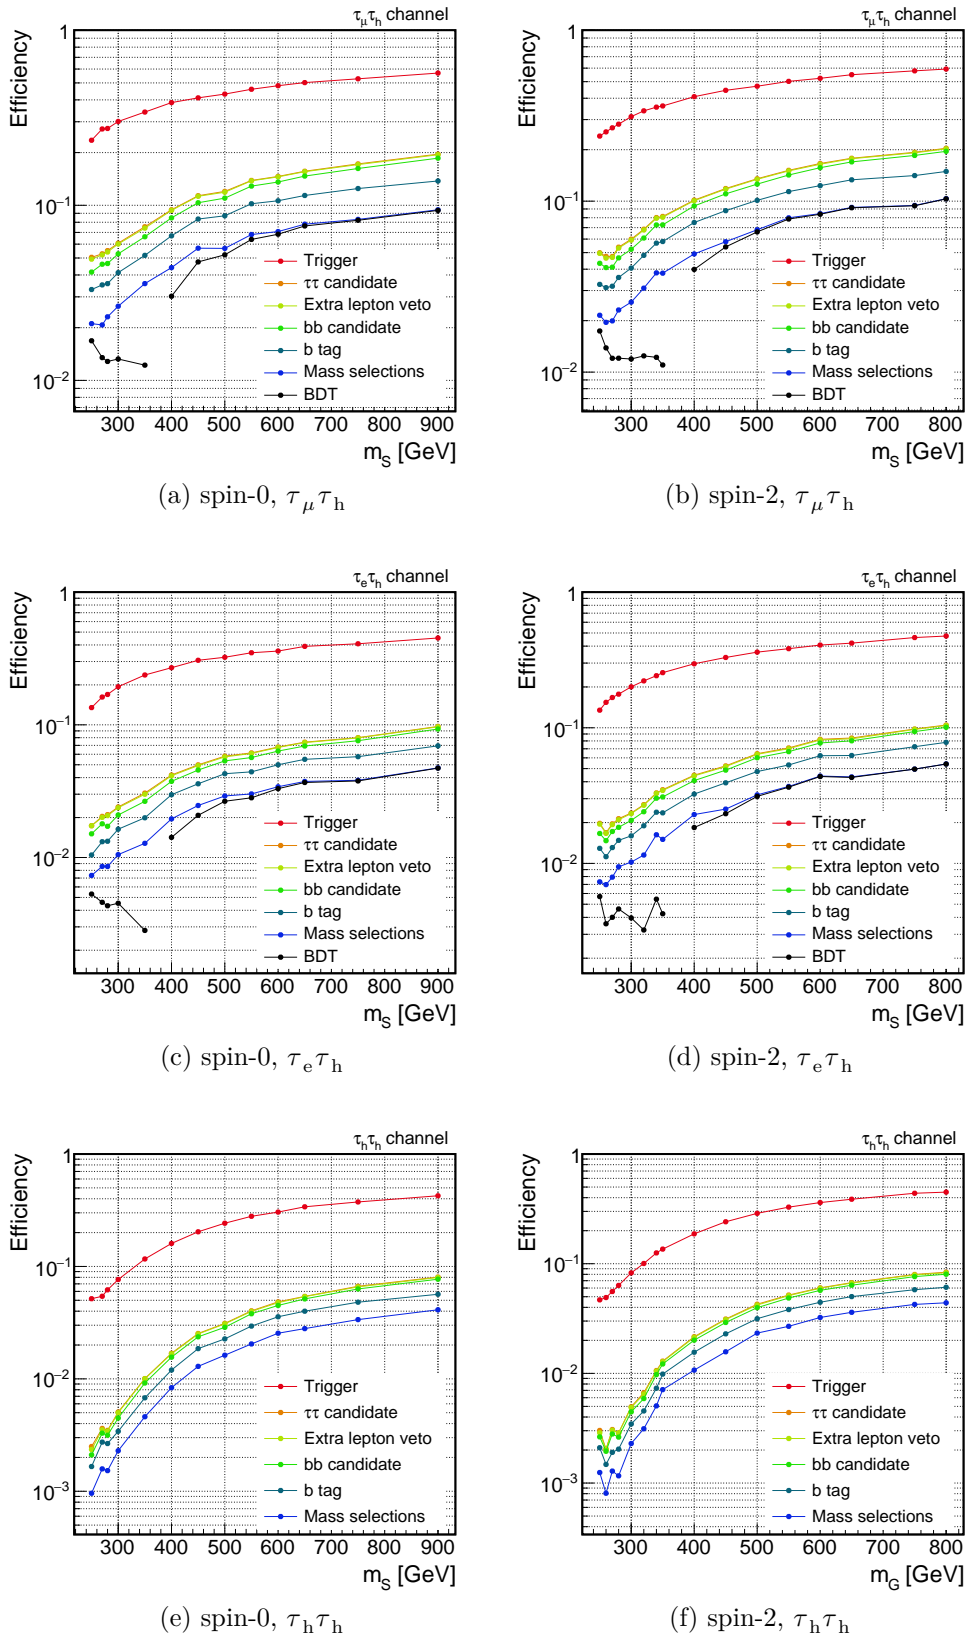 τμτh channel
τμτh channel
Efficiency
Efficiency
1
1
10−1
10−1
10−2
10−2
Trigger
ττ candidate
Extra lepton veto
bb candidate
b tag
Mass selections
BDT
Trigger
ττ candidate
Extra lepton veto
bb candidate
b tag
Mass selections
BDT
300 400 500 600 700 800 900
300 400 500 600 700 800
mS [GeV]
mS [GeV]
(a) spin-0, τμτh
(b) spin-2, τμτh
τeτh channel
τeτh channel
Efficiency
Efficiency
1
1
10−1
10−1
10−2
10−2
Trigger
ττ candidate
Extra lepton veto
bb candidate
b tag
Mass selections
BDT
Trigger
ττ candidate
Extra lepton veto
bb candidate
b tag
Mass selections
BDT
300 400 500 600 700 800 900
300 400 500 600 700 800
mS [GeV]
mS [GeV]
(c) spin-0, τeτh
(d) spin-2, τeτh
τhτh channel
τhτh channel
Efficiency
Efficiency
1
1
10−1
10−1
10−2
10−2
10−3
10−3
Trigger
ττ candidate
Extra lepton veto
bb candidate
b tag
Mass selections
Trigger
ττ candidate
Extra lepton veto
bb candidate
b tag
Mass selections
300 400 500 600 700 800 900
300 400 500 600 700 800
mS [GeV]
mG [GeV]
(e) spin-0, τhτh
(f) spin-2, τhτh